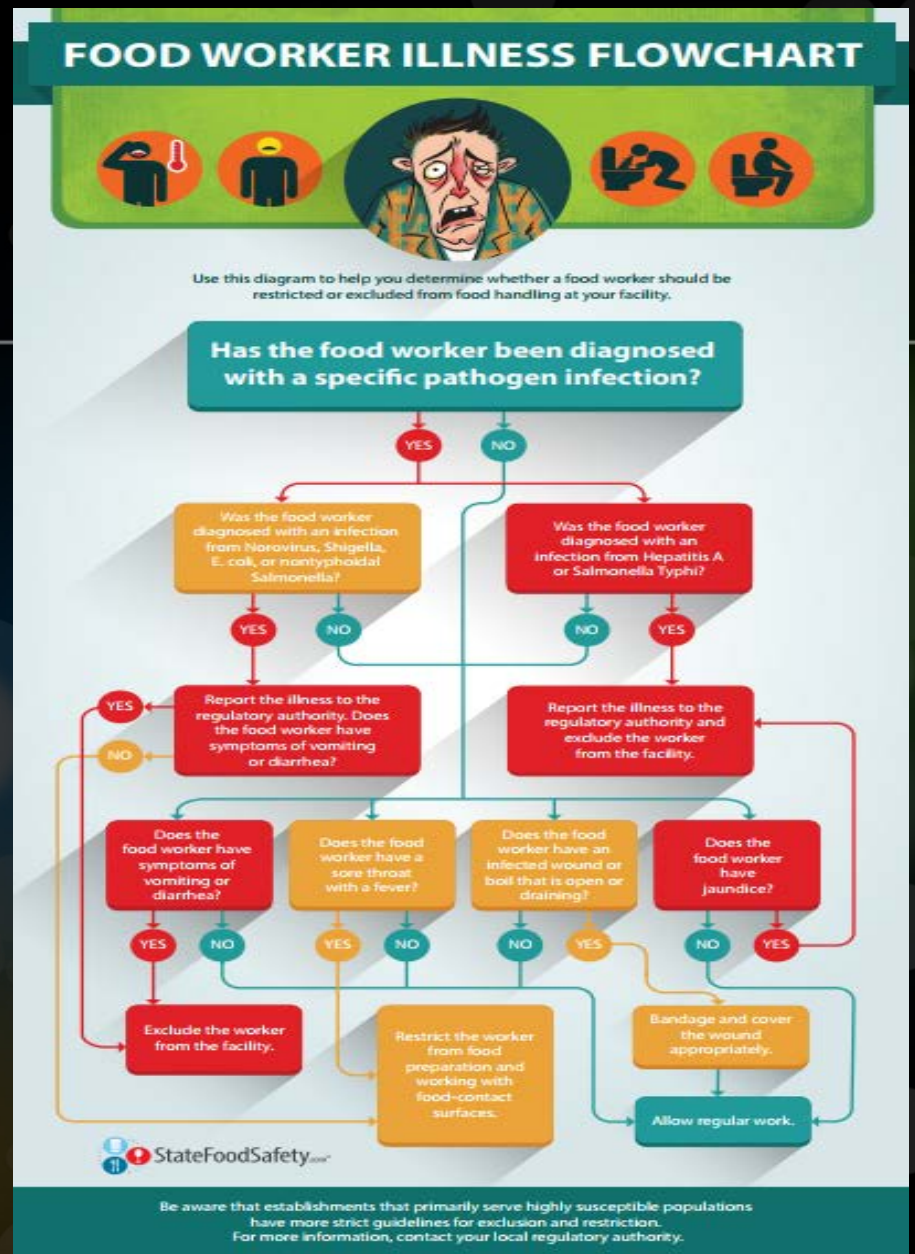 FOOD WORKER ILLNESS FLOWCHART
Use this diagram to help you determine whether a food worker should be
restricted or excluded from food handling at your facility.
Has the food worker been diagnosed
with a specific pathogen infection?
YES
NO
Was the food worker
diagnosed with an infection
from Norovirus, Shigella,
E. coli, or nontyphoidal
Salmonella?
Was the food worker
diagnosed with an
infection from Hepatitis A
or Salmonella Typhi?
YES
NO
NO
YES
YES
NO
Report the illness to the
regulatory authority. Does
the food worker have
symptoms of vomiting
or diarrhea?
Report the illness to the
regulatory authority and
exclude the worker
from the facility.
Does the
food worker have
symptoms of
vomiting or
diarrhea?
Does the food
worker have a
sore throat
with a fever?
Does the food
worker have an
infected wound or
boil that is open or
draining?
Does the
food worker
have
jaundice?
YES
NO
YES
NO
NO
YES
NO
YES
Exclude the worker
from the facility.
Restrict the worker
from food
preparation and
working with
food-contact
surfaces.
Bandage and cover
the wound
appropriately.
Allow regular work.
StateFoodSafety
Be aware that establishments that primarily serve highly susceptible populations
have more strict guidelines for exclusion and restriction.
For more information, contact your local regulatory authority.